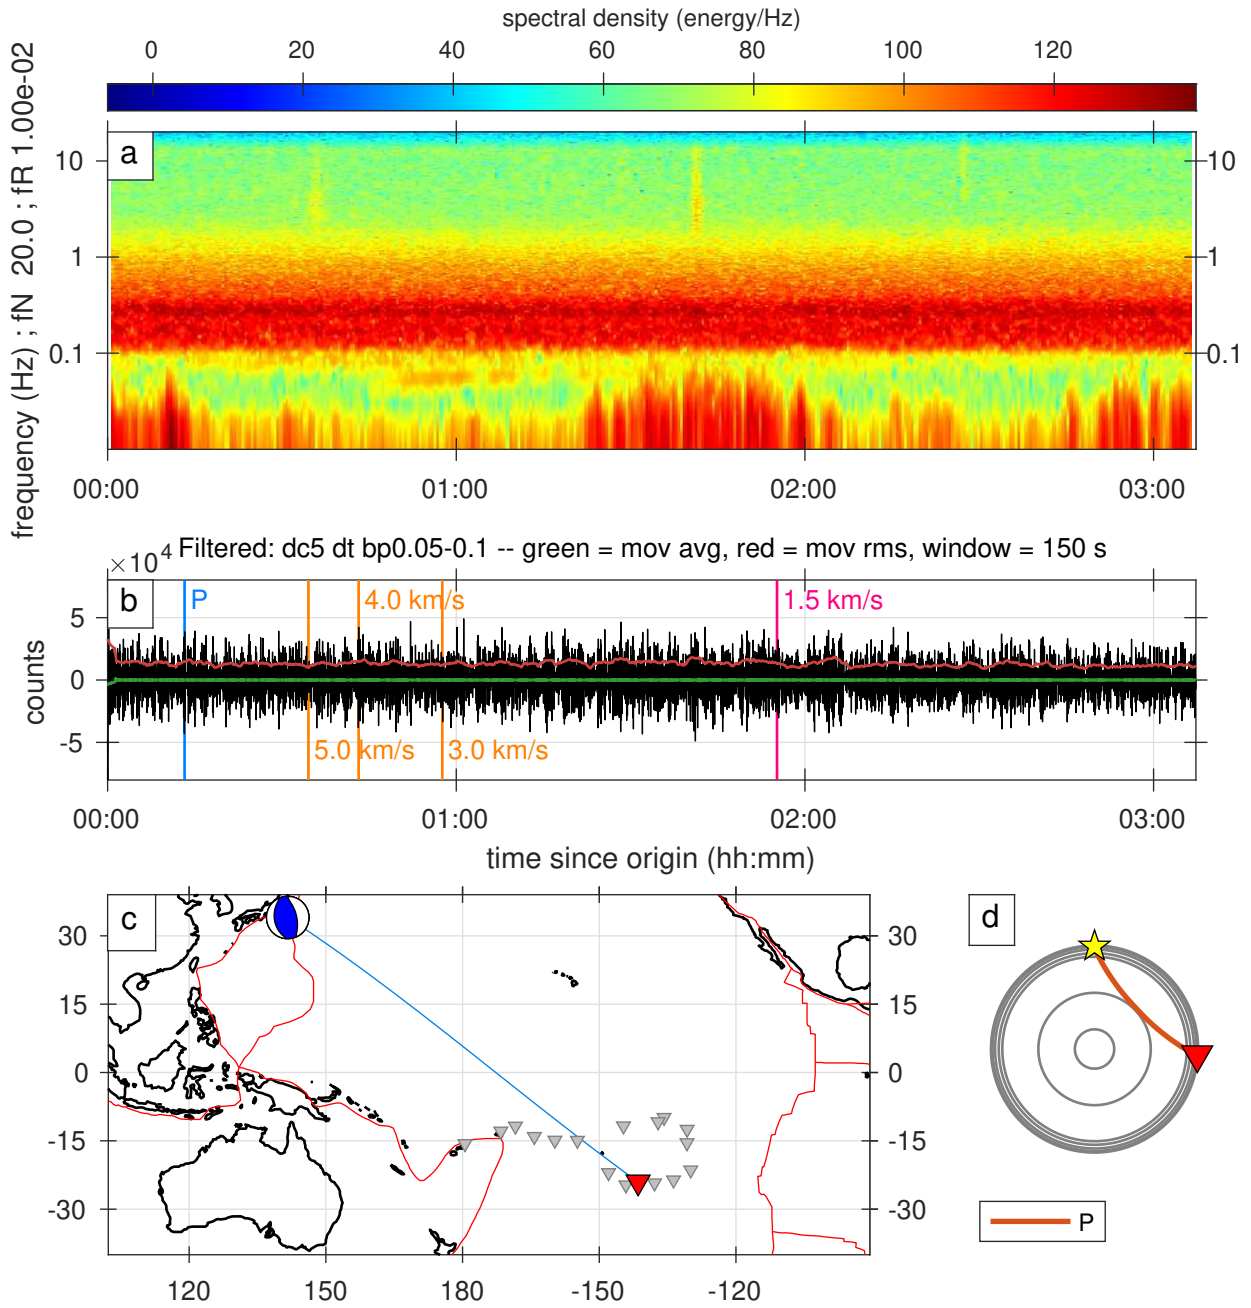 spectral density (energy/Hz)
0 20 40 60 80 100 120
frequency (Hz) ; fN 20.0 ; fR 1.00e-02
a
10 10
1 1
0.1 0.1
00:00 01:00 02:00 03:00
×10^4 Filtered: dc5 dt bp0.05-0.1 -- green = mov avg, red = mov rms, window = 150 s
b
P 4.0 km/s 1.5 km/s
5
0
-5
counts
5.0 km/s 3.0 km/s
00:00 01:00 02:00 03:00
time since origin (hh:mm)
c
d
30 30
15 15
0 0
-15 -15
-30 -30
120 150 180 -150 -120
P